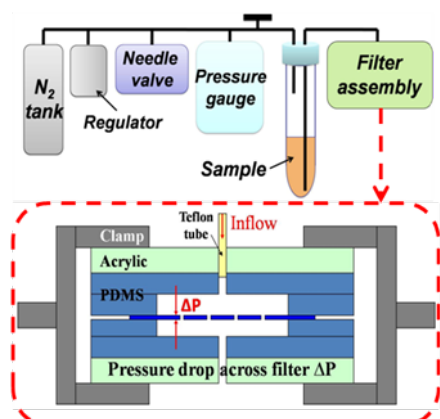 N2
tank
Regulator
Needle
valve
Pressure
gauge
Sample
Filter
assembly
Teflon
tube
Inflow
Clamp
Acrylic
PDMS
ΔP
Pressure drop across filter ΔP